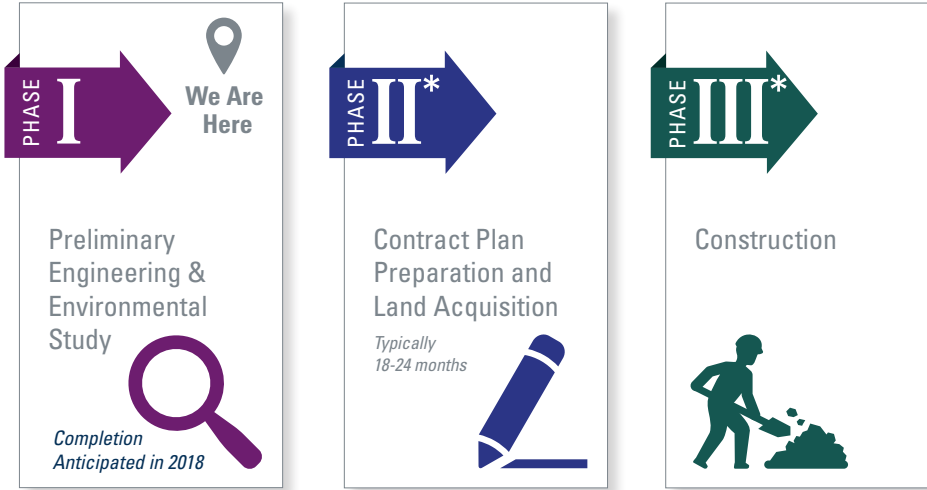 PHASE I
We Are
Here
Preliminary
Engineering &
Environmental
Study
Completion
Anticipated in 2018
PHASE II*
Contract Plan
Preparation and
Land Acquisition
Typically
18-24 months
PHASE III*
Construction